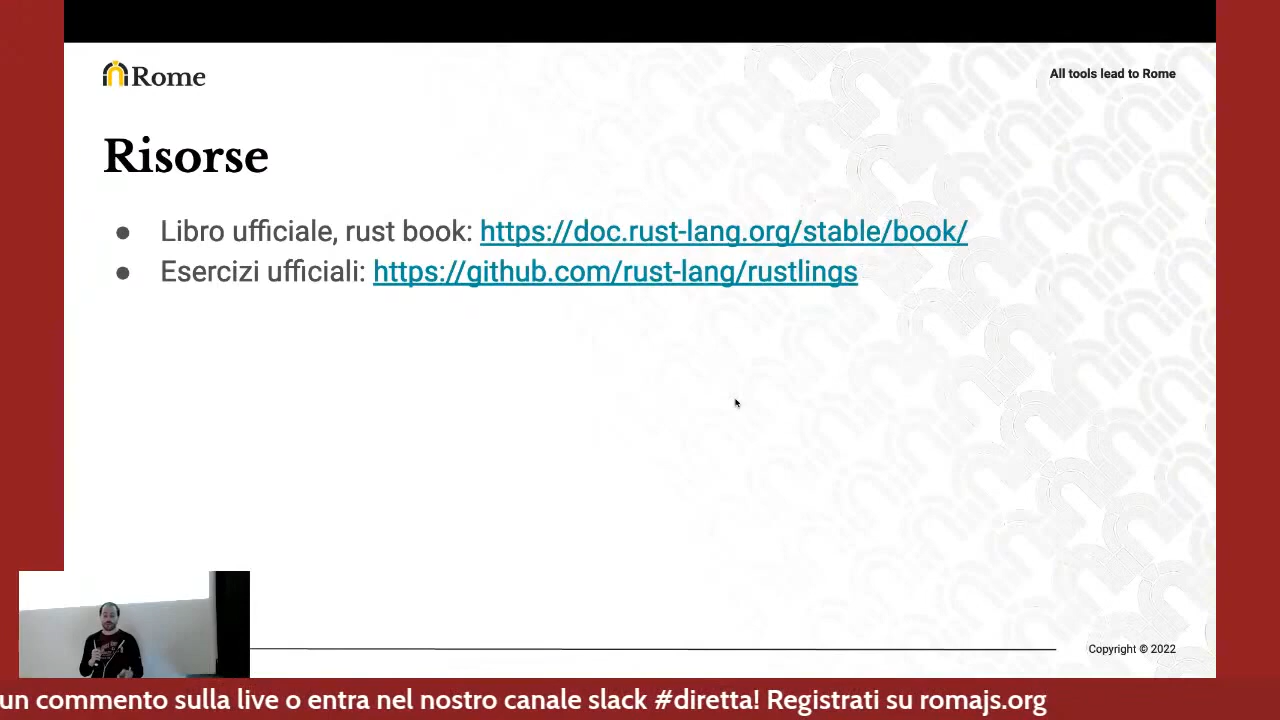 Rome
All tools lead to Rome
Risorse
● Libro ufficiale, rust book: https://doc.rust-lang.org/stable/book/
● Esercizi ufficiali: https://github.com/rust-lang/rustlings
Copyright © 2022
un commento sulla live o entra nel nostro canale slack #diretta! Registrati su romajs.org